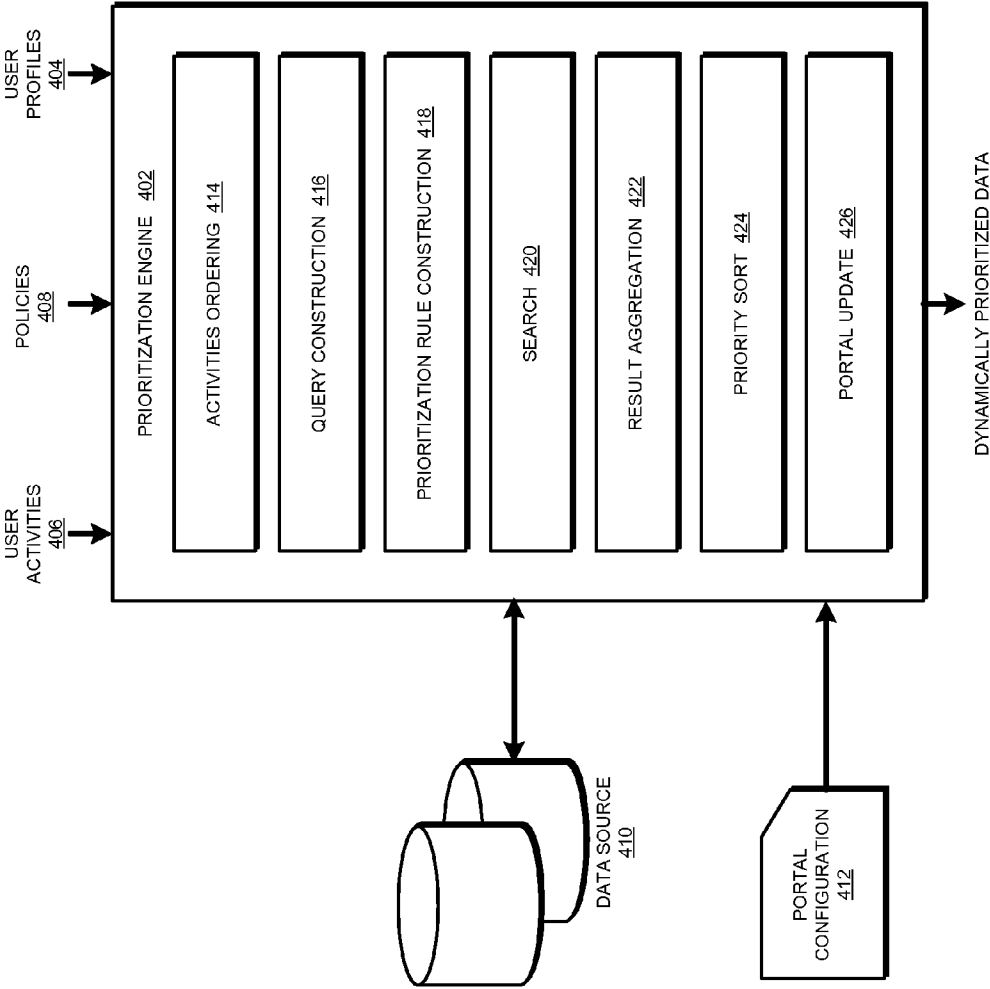 USER
PROFILES
404
POLICIES
408
USER
ACTIVITIES
406
PRIORITIZATION ENGINE 402
ACTIVITIES ORDERING 414
QUERY CONSTRUCTION 416
PRIORITIZATION RULE CONSTRUCTION 418
SEARCH 420
RESULT AGGREGATION 422
PRIORITY SORT 424
PORTAL UPDATE 426
DATA SOURCE
410
PORTAL
CONFIGURATION
412
DYNAMICALLY PRIORITIZED DATA